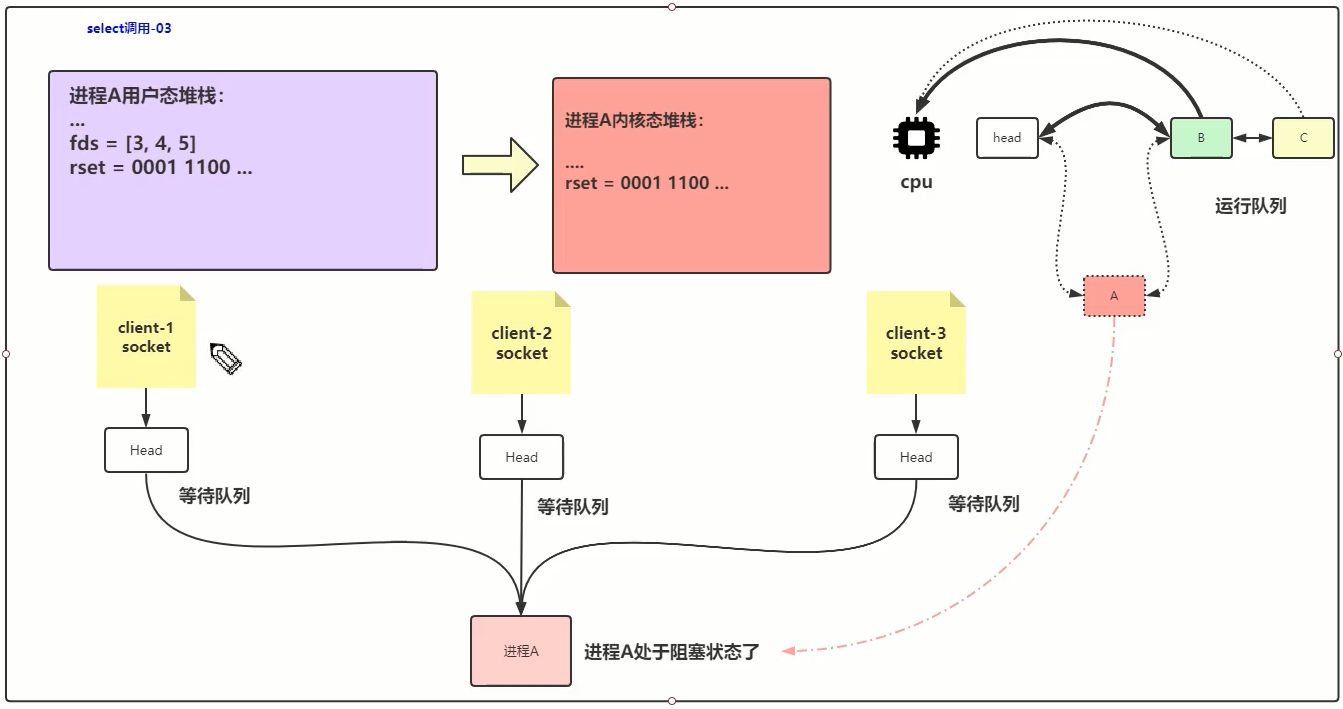 select调用-03
进程A用户态堆栈：
...
fds = [3, 4, 5]
rset = 0001 1100 ...
进程A内核态堆栈：
....
rset = 0001 1100 ...
cpu
head
B
C
运行队列
A
client-1
socket
client-2
socket
client-3
socket
Head
Head
Head
等待队列
等待队列
等待队列
进程A
进程A处于阻塞状态了